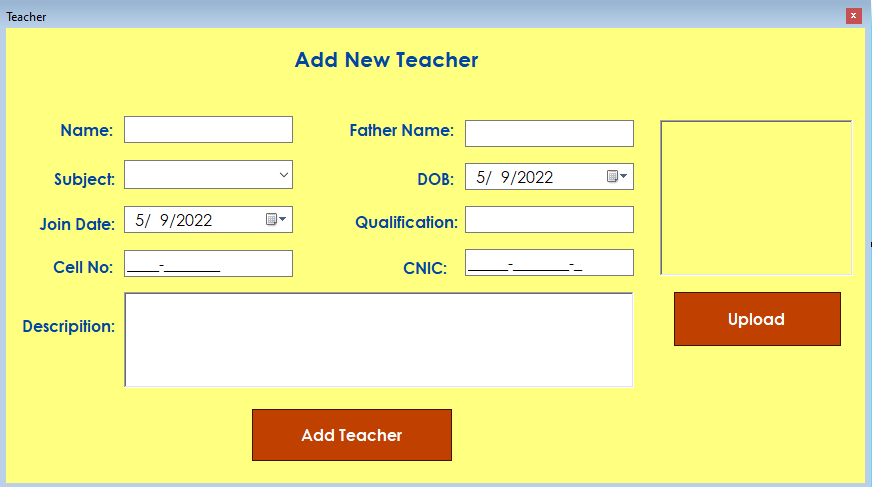 Teacher
Add New Teacher
Name:
Father Name:
Subject:
DOB: 5/ 9/2022
Join Date: 5/ 9/2022
Qualification:
Cell No: ____-_______
CNIC: _____-_______-_
Descripition:
Upload
Add Teacher